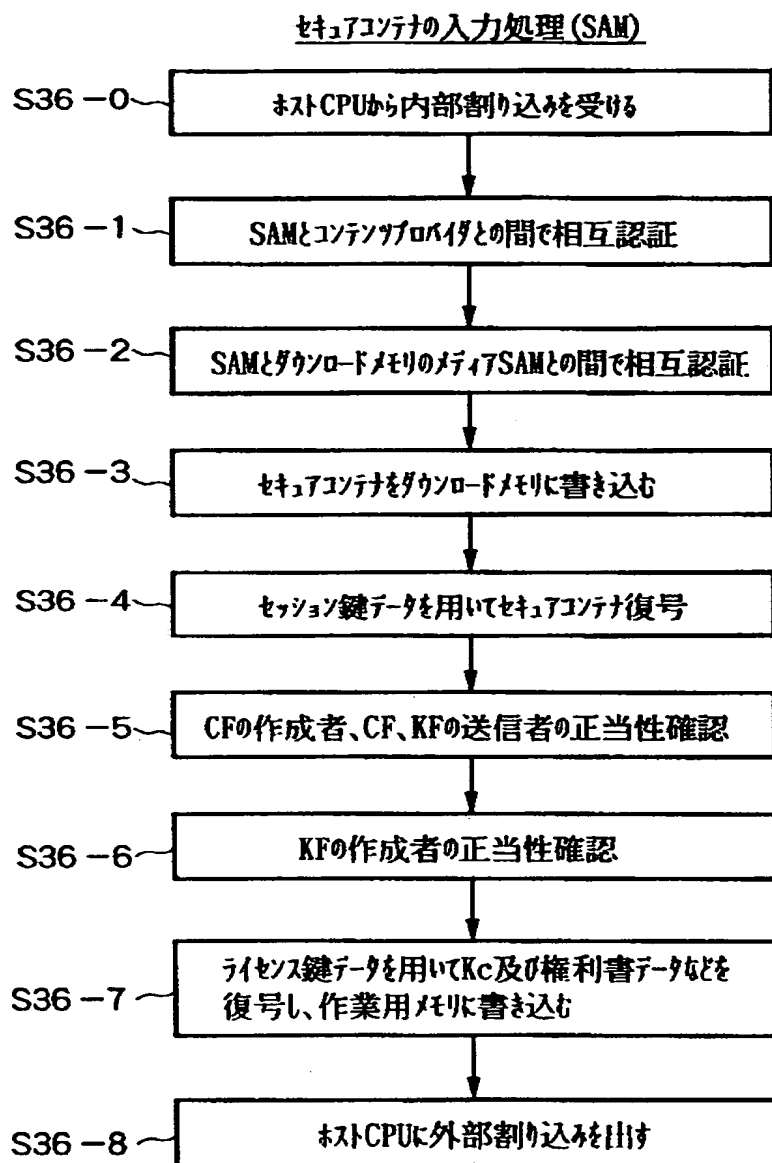 セキュアコンテナの入力処理(SAM)
S36-0
ホストCPUから内部割り込みを受ける
S36-1
SAMとコンテンツプロバイダとの間で相互認証
S36-2
SAMとダウンロードメモリのメディアSAMとの間で相互認証
S36-3
セキュアコンテナをダウンロードメモリに書き込む
S36-4
セッション鍵データを用いてセキュアコンテナ復号
S36-5
CFの作成者、CF、KFの送信者の正当性確認
S36-6
KFの作成者の正当性確認
S36-7
ライセンス鍵データを用いてKc及び権利書データなどを
復号し、作業用メモリに書き込む
S36-8
ホストCPUに外部割り込みを出す